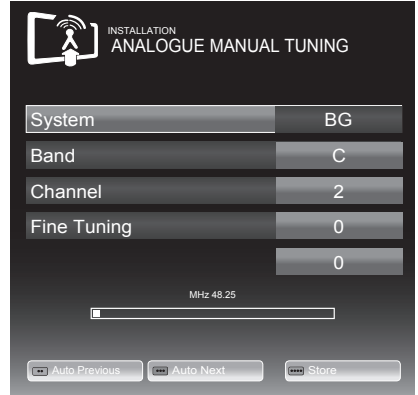 INSTALLATION
ANALOGUE MANUAL TUNING
System BG
Band C
Channel 2
Fine Tuning 0
0
MHz 48.25
Auto Previous Auto Next Store